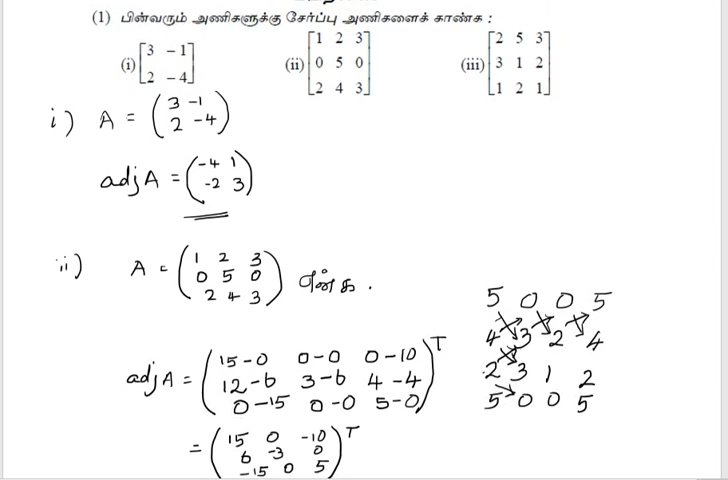 (1) பின்வரும் அணிகளுக்கு சேர்ப்பு அணிகளைக் காண்க :
(i) [3 -1; 2 -4] (ii) [1 2 3; 0 5 0; 2 4 3] (iii) [2 5 3; 3 1 2; 1 2 1]
i) A = (3 -1; 2 -4)
adj A = (-4 1; -2 3)
ii) A = (1 2 3; 0 5 0; 2 4 3) என்க .
adj A = (15-0 0-0 0-10; 12-6 3-6 4-4; 0-15 0-0 5-0)T
= (15 0 -10; 6 -3 0; -15 0 5)T
5 0 0 5
4 3 2 4
2 3 1 2
5 0 0 5